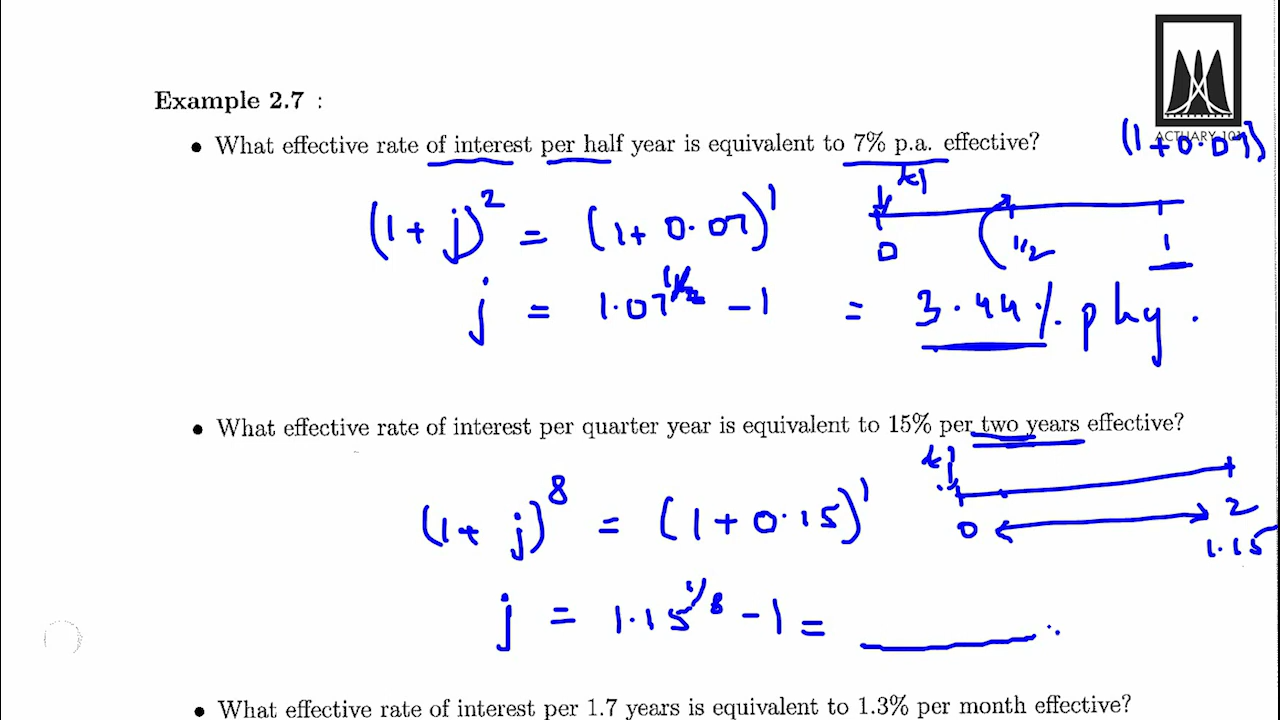 Example 2.7 :
ACTUARY 101
• What effective rate of interest per half year is equivalent to 7% p.a. effective?
(1+0.07)
(1+j)² = (1+0.07)¹
£1
0 1/2 1
j = 1.07^1/2 -1 = 3.44% phy.
• What effective rate of interest per quarter year is equivalent to 15% per two years effective?
£1
(1+j)⁸ = (1+0.15)¹
0 2
1.15
j = 1.15^1/8 -1 =
• What effective rate of interest per 1.7 years is equivalent to 1.3% per month effective?